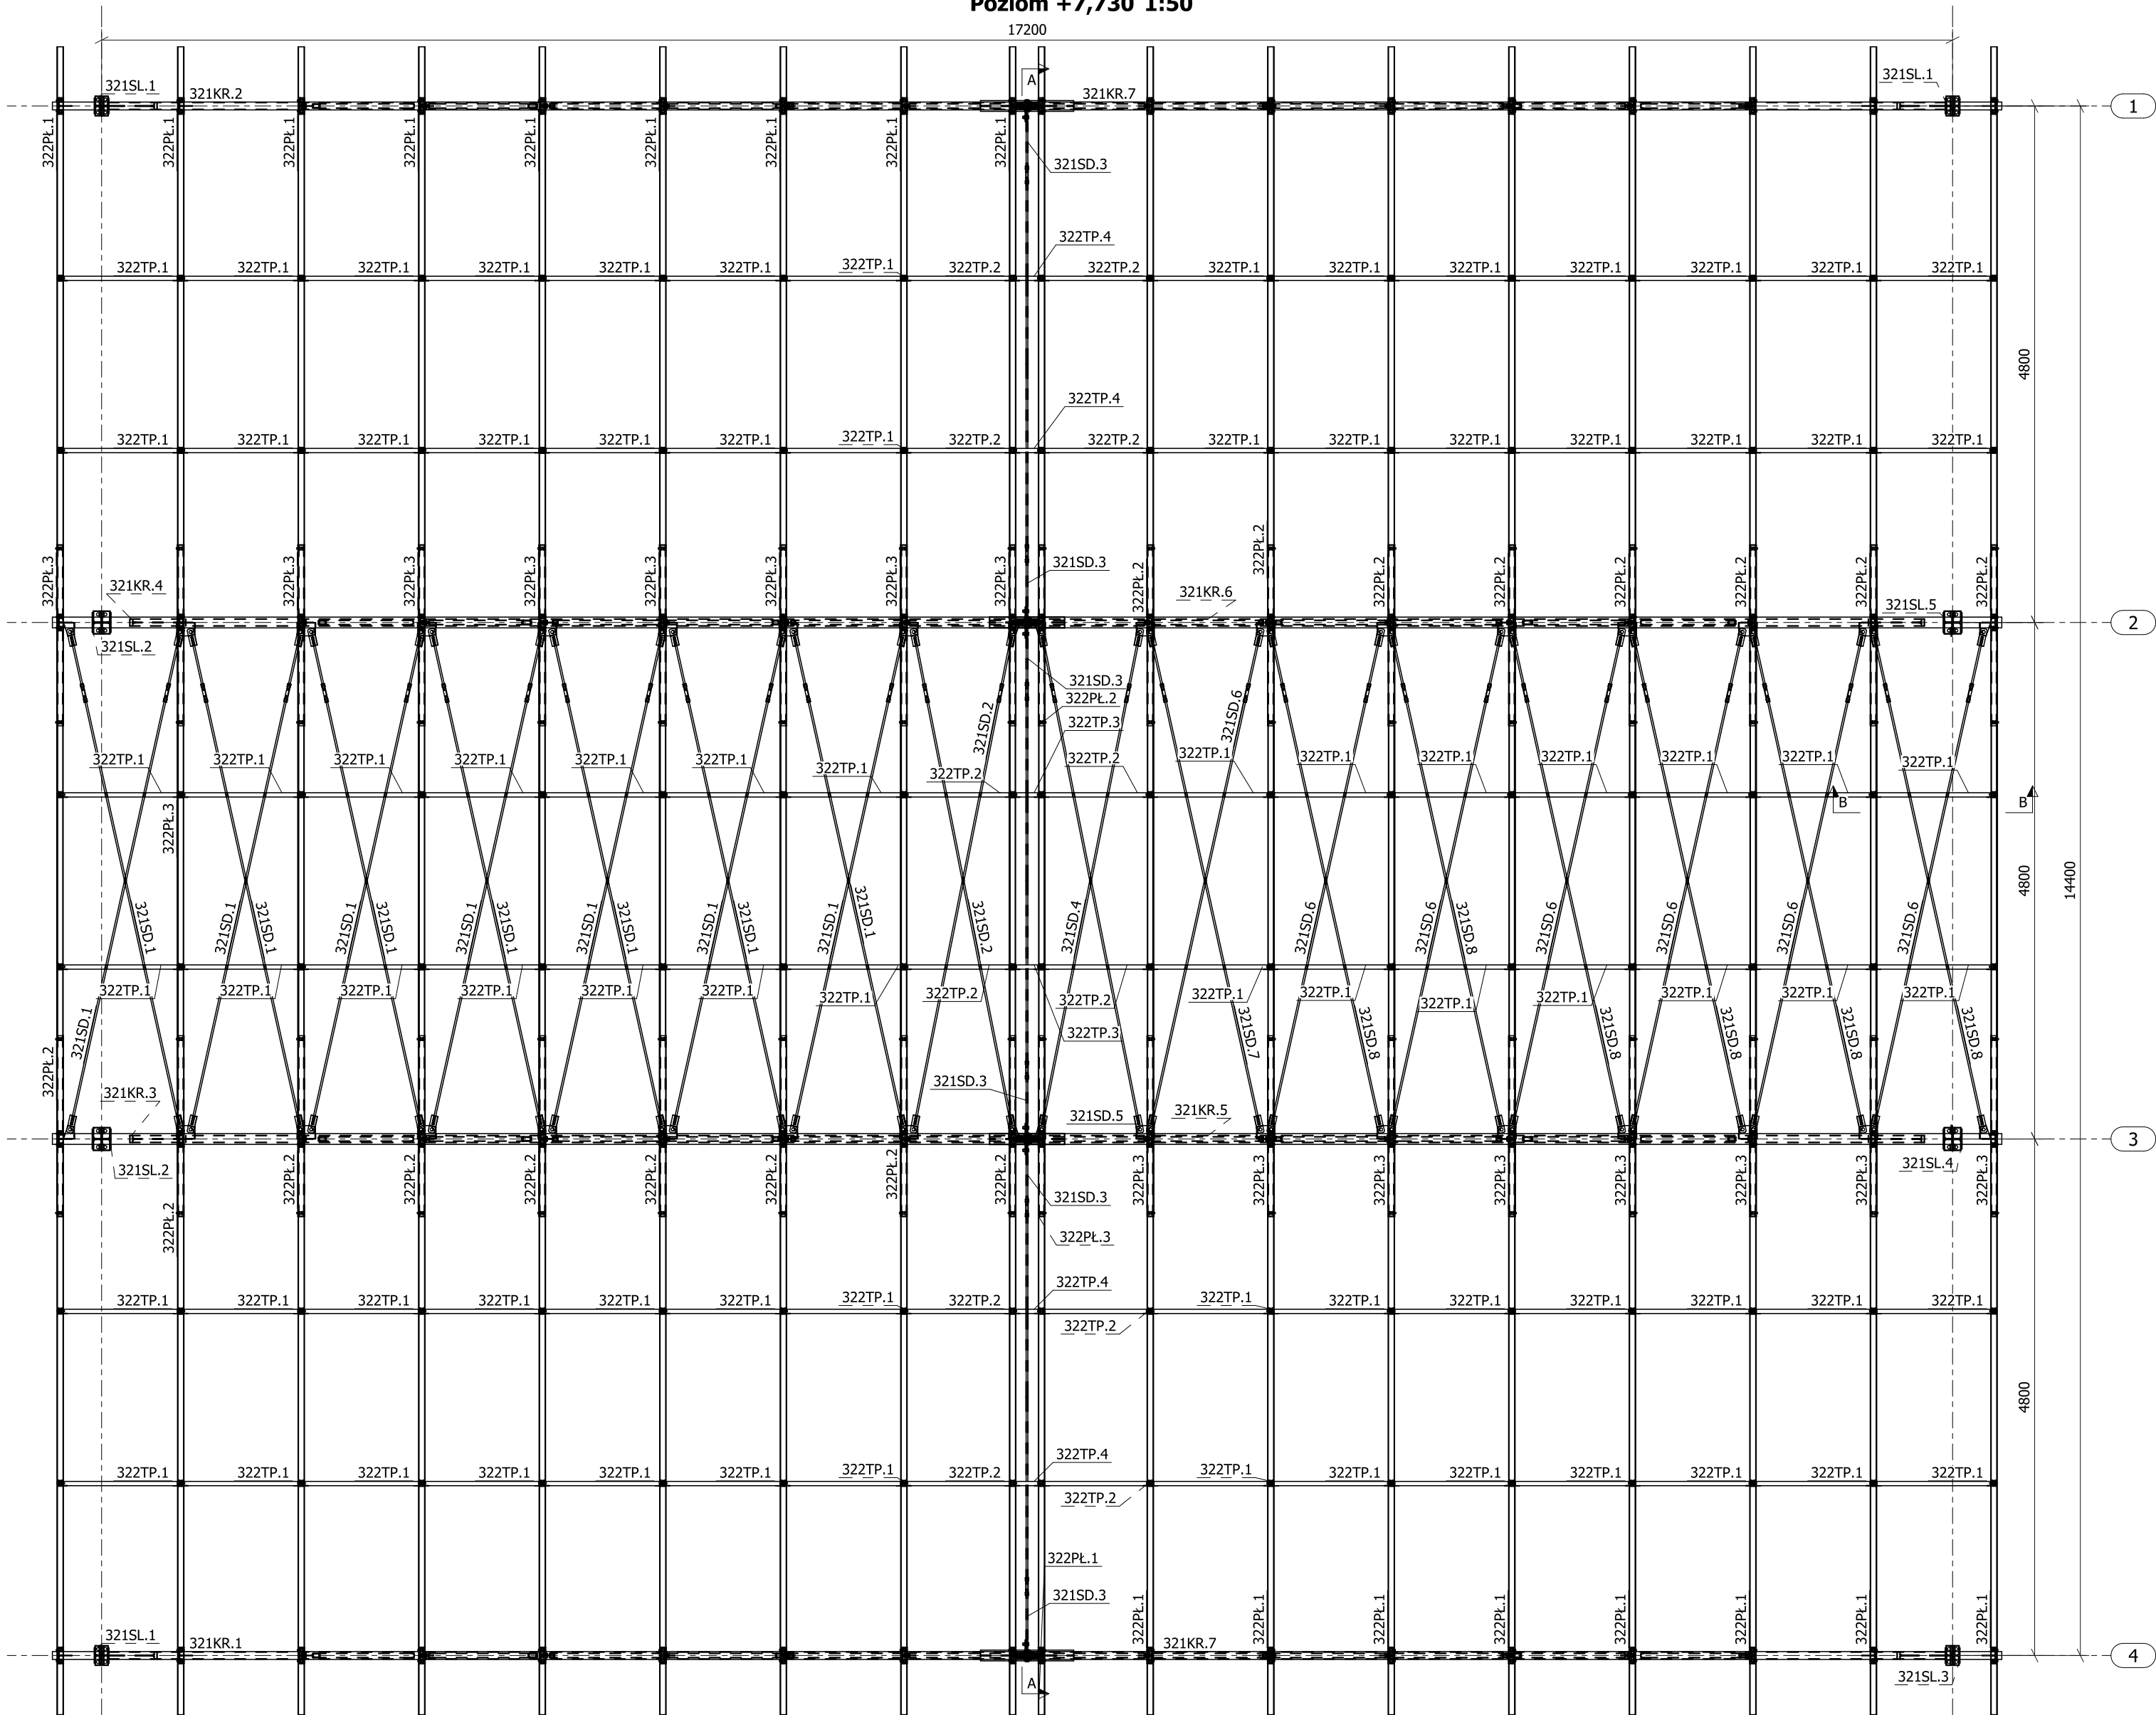 Poziom +7,730 1:50
17200
A
321SL.1
321KR.2
321KR.7
321SL.1
1
322PŁ.1 322PŁ.1 322PŁ.1 322PŁ.1 322PŁ.1 322PŁ.1 322PŁ.1 322PŁ.1 322PŁ.1
321SD.3
322TP.4
322TP.1 322TP.1 322TP.1 322TP.1 322TP.1 322TP.1 322TP.1 322TP.2 322TP.2 322TP.1 322TP.1 322TP.1 322TP.1 322TP.1 322TP.1 322TP.1
4800
322TP.4
322TP.1 322TP.1 322TP.1 322TP.1 322TP.1 322TP.1 322TP.1 322TP.2 322TP.2 322TP.1 322TP.1 322TP.1 322TP.1 322TP.1 322TP.1 322TP.1
322PŁ.3 322PŁ.3 322PŁ.3 322PŁ.3 322PŁ.3 322PŁ.3 322PŁ.3 322PŁ.3 322PŁ.2 322PŁ.2 322PŁ.2 322PŁ.2 322PŁ.2 322PŁ.2 322PŁ.2 322PŁ.2
321SD.3
321KR.4
321KR.6
321SL.5
2
321SL.2
321SD.3
322PŁ.2
322TP.3
321SD.2
321SD.6
322TP.1 322TP.1 322TP.1 322TP.1 322TP.1 322TP.1 322TP.1 322TP.2 322TP.2 322TP.1 322TP.1 322TP.1 322TP.1 322TP.1 322TP.1
B
B
322PŁ.3
4800
14400
321SD.1 321SD.1 321SD.1 321SD.1 321SD.1 321SD.1 321SD.1 321SD.1 321SD.1 321SD.1 321SD.1 321SD.1 321SD.1 321SD.2 321SD.4 321SD.6 321SD.6 321SD.8 321SD.6 321SD.6 321SD.6 321SD.6
322TP.1 322TP.1 322TP.1 322TP.1 322TP.1 322TP.1 322TP.1 322TP.2 322TP.2 322TP.1 322TP.1 322TP.1 322TP.1 322TP.1 322TP.1 322TP.1
322TP.3
321SD.1
321SD.7 321SD.8 321SD.8 321SD.8 321SD.8 321SD.8
322PŁ.2
321KR.3
321SD.3
321SD.5
321KR.5
3
321SL.2
321SL.4
322PŁ.2 322PŁ.2 322PŁ.2 322PŁ.2 322PŁ.2 322PŁ.2 322PŁ.2 322PŁ.2 322PŁ.3 322PŁ.3 322PŁ.3 322PŁ.3 322PŁ.3 322PŁ.3 322PŁ.3 322PŁ.3
321SD.3
322PŁ.3
322TP.4
322TP.1 322TP.1 322TP.1 322TP.1 322TP.1 322TP.1 322TP.1 322TP.2 322TP.1 322TP.1 322TP.1 322TP.1 322TP.1 322TP.1 322TP.1
322TP.2
4800
322TP.4
322TP.1 322TP.1 322TP.1 322TP.1 322TP.1 322TP.1 322TP.1 322TP.2 322TP.1 322TP.1 322TP.1 322TP.1 322TP.1 322TP.1 322TP.1
322TP.2
322PŁ.1
321SD.3
322PŁ.1 322PŁ.1 322PŁ.1 322PŁ.1 322PŁ.1 322PŁ.1 322PŁ.1 322PŁ.1
321SL.1
321KR.1
321KR.7
4
321SL.3
A